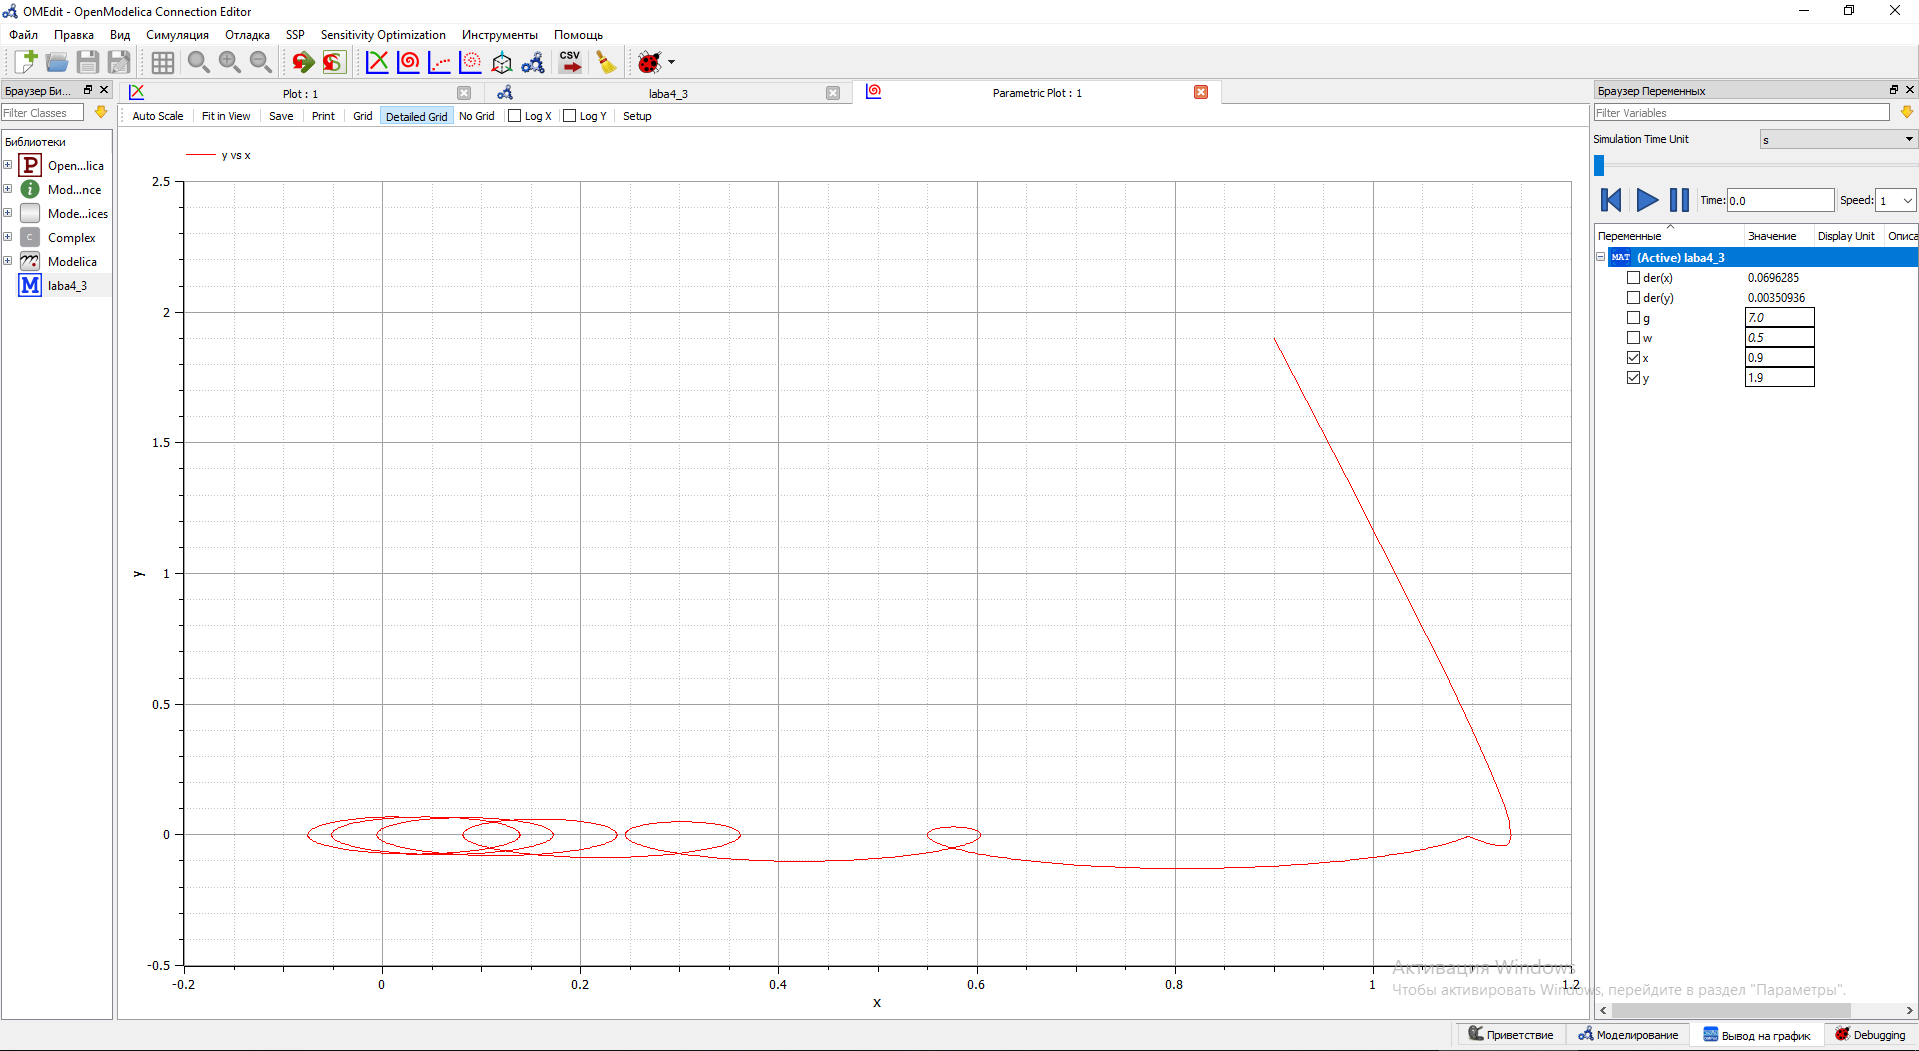 OMEdit - OpenModelica Connection Editor
Файл Правка Вид Симуляция Отладка SSP Sensitivity Optimization Инструменты Помощь
CSV
Браузер Би...
Plot : 1
laba4_3
Parametric Plot : 1
Браузер Переменных
Filter Classes
Auto Scale Fit in View Save Print Grid Detailed Grid No Grid Log X Log Y Setup
Filter Variables
Библиотеки
P Open...lica
i Mod...nce
Mode...ices
C Complex
Modelica
M laba4_3
y vs x
2.5
2
1.5
1
0.5
0
-0.5
y
-0.2 0 0.2 0.4 0.6 0.8 1 1.2
x
Simulation Time Unit s
Time: 0.0 Speed: 1
Переменные Значение Display Unit Описа
MAT (Active) laba4_3
der(x) 0.0696285
der(y) 0.00350936
g 7.0
w 0.5
x 0.9
y 1.9
Активация Windows
Чтобы активировать Windows, перейдите в раздел "Параметры".
Приветствие Моделирование Вывод на график Debugging